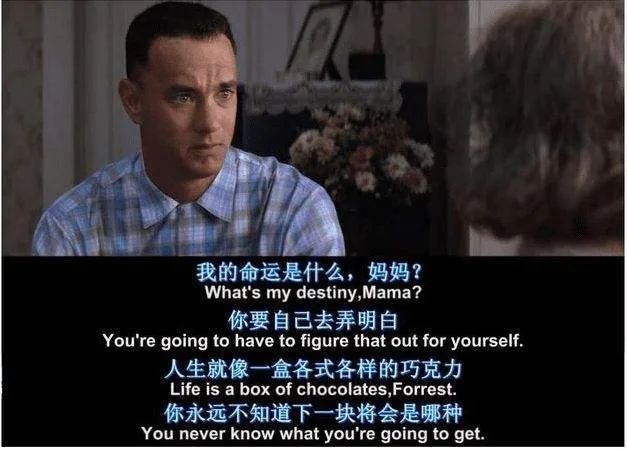 我的命运是什么，妈妈？
What's my destiny,Mama?
你要自己去弄明白
You're going to have to figure that out for yourself.
人生就像一盒各式各样的巧克力
Life is a box of chocolates,Forrest.
你永远不知道下一块将会是哪种
You never know what you're going to get.